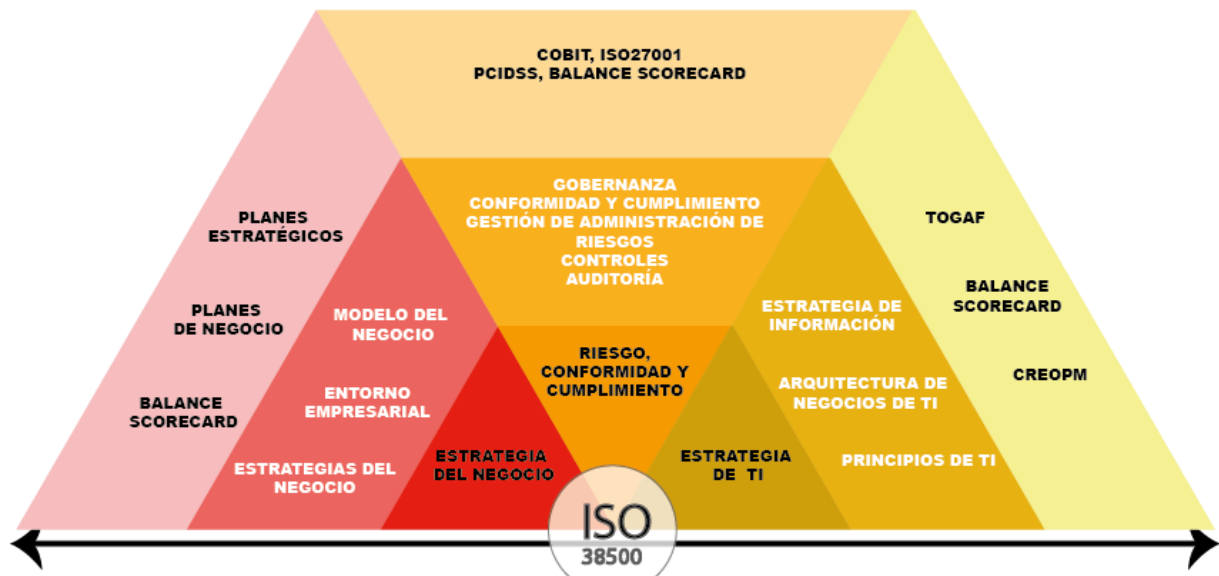 COBIT, ISO27001
PCIDSS, BALANCE SCORECARD
GOBERNANZA
CONFORMIDAD Y CUMPLIMIENTO
GESTIÓN DE ADMINISTRACIÓN DE
RIESGOS
CONTROLES
AUDITORÍA
RIESGO,
CONFORMIDAD Y
CUMPLIMIENTO
PLANES
ESTRATÉGICOS
PLANES
DE NEGOCIO
BALANCE
SCORECARD
MODELO DEL
NEGOCIO
ENTORNO
EMPRESARIAL
ESTRATEGIAS DEL
NEGOCIO
ESTRATEGIA
DEL NEGOCIO
ESTRATEGIA
DE TI
ESTRATEGIA DE
INFORMACIÓN
ARQUITECTURA DE
NEGOCIOS DE TI
PRINCIPIOS DE TI
TOGAF
BALANCE
SCORECARD
CREOPM
ISO
38500